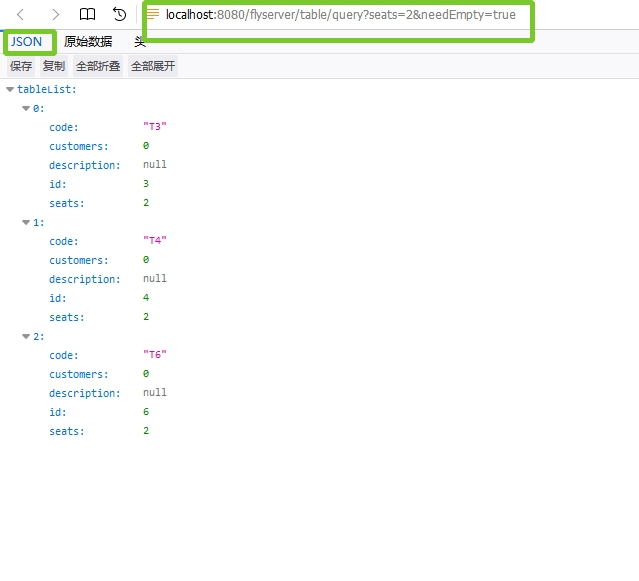 localhost:8080/flyserver/table/query?seats=2&needEmpty=true
JSON 原始数据 头
保存 复制 全部折叠 全部展开
tableList:
0:
code: "T3"
customers: 0
description: null
id: 3
seats: 2
1:
code: "T4"
customers: 0
description: null
id: 4
seats: 2
2:
code: "T6"
customers: 0
description: null
id: 6
seats: 2